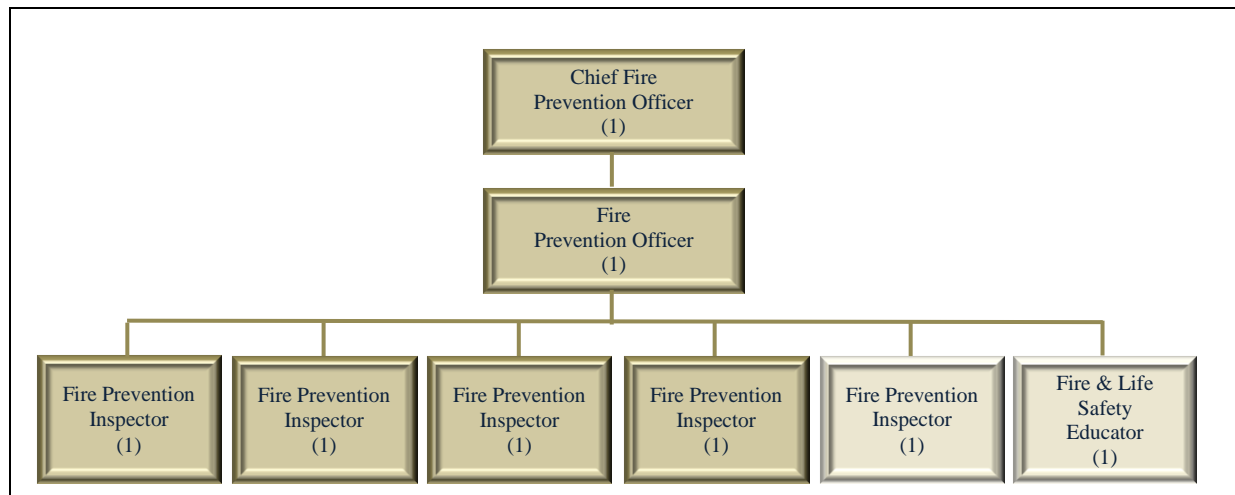 Chief Fire
Prevention Officer
(1)
Fire
Prevention Officer
(1)
Fire Prevention
Inspector
(1)
Fire Prevention
Inspector
(1)
Fire Prevention
Inspector
(1)
Fire Prevention
Inspector
(1)
Fire Prevention
Inspector
(1)
Fire & Life
Safety
Educator
(1)